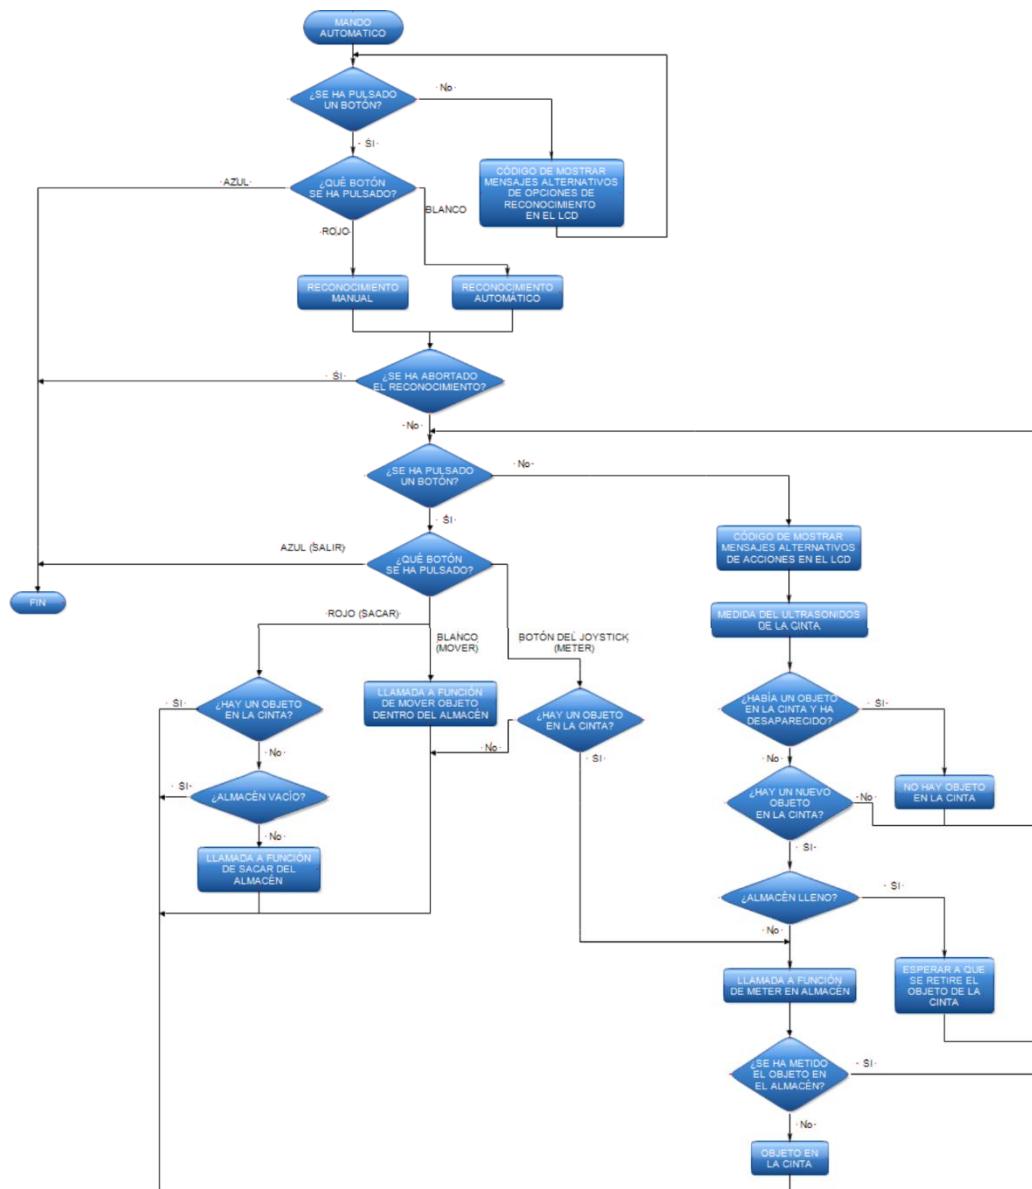 MANDO
AUTOMATICO
¿SE HA PULSADO
UN BOTÓN?
No
SI
CÓDIGO DE MOSTRAR
MENSAJES ALTERNATIVOS
DE OPCIONES DE
RECONOCIMIENTO
EN EL LCD
AZUL
¿QUÉ BOTÓN
SE HA PULSADO?
BLANCO
ROJO
RECONOCIMIENTO
MANUAL
RECONOCIMIENTO
AUTOMÁTICO
¿SE HA ABORTADO
EL RECONOCIMIENTO?
SI
No
¿SE HA PULSADO
UN BOTÓN?
No
SI
CÓDIGO DE MOSTRAR
MENSAJES ALTERNATIVOS
DE ACCIONES EN EL LCD
AZUL (SALIR)
¿QUÉ BOTÓN
SE HA PULSADO?
FIN
ROJO (SACAR)
BLANCO
(MOVER)
BOTÓN DEL JOYSTICK
(METER)
MEDIDA DEL ULTRASONIDOS
DE LA CINTA
SI
¿HAY UN OBJETO
EN LA CINTA?
No
LLAMADA A FUNCIÓN
DE MOVER OBJETO
DENTRO DEL ALMACÉN
¿HAY UN OBJETO
EN LA CINTA?
No
SI
¿HABÍA UN OBJETO
EN LA CINTA Y HA
DESAPARECIDO?
SI
No
NO HAY OBJETO
EN LA CINTA
SI
¿ALMACÉN VACÍO?
No
¿HAY UN NUEVO
OBJETO
EN LA CINTA?
No
SI
LLAMADA A FUNCIÓN
DE SACAR DEL
ALMACÉN
¿ALMACÉN LLENO?
SI
No
ESPERAR A QUE
SE RETIRE EL
OBJETO DE LA
CINTA
LLAMADA A FUNCIÓN
DE METER EN ALMACÉN
¿SE HA METIDO
EL OBJETO EN
EL ALMACÉN?
SI
No
OBJETO EN
LA CINTA